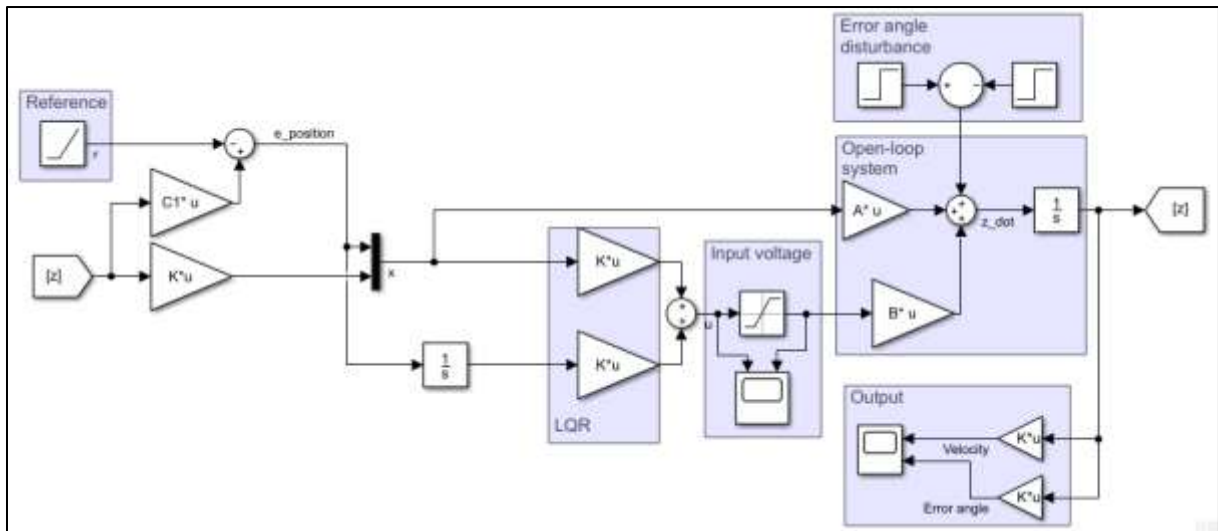 Error angle
disturbance
+
-
Reference
r
-
+
e_position
C1* u
[z]
K*u
x
1
s
LQR
K*u
K*u
+
+
u
Input voltage
Open-loop
system
A* u
B* u
+
+
+
z_dot
1
s
[z]
Output
Velocity
K*u
Error angle
K*u